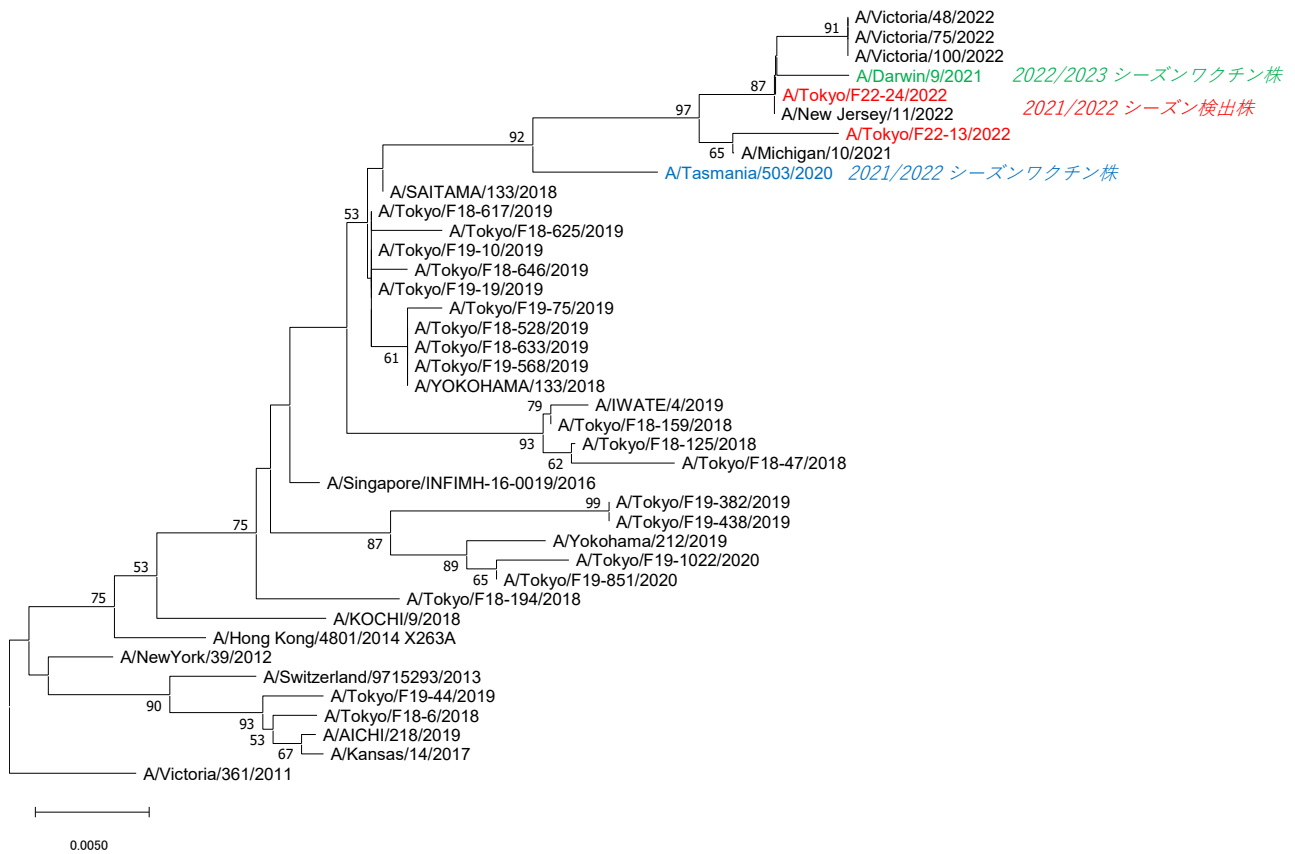 A/Victoria/48/2022
91
A/Victoria/75/2022
A/Victoria/100/2022
A/Darwin/9/2021 2022/2023 シーズンワクチン株
87
A/Tokyo/F22-24/2022
2021/2022 シーズン検出株
97
A/New Jersey/11/2022
A/Tokyo/F22-13/2022
92
65
A/Michigan/10/2021
A/Tasmania/503/2020 2021/2022 シーズンワクチン株
A/SAITAMA/133/2018
53
A/Tokyo/F18-617/2019
A/Tokyo/F18-625/2019
A/Tokyo/F19-10/2019
A/Tokyo/F18-646/2019
A/Tokyo/F19-19/2019
A/Tokyo/F19-75/2019
A/Tokyo/F18-528/2019
A/Tokyo/F18-633/2019
61
A/Tokyo/F19-568/2019
A/YOKOHAMA/133/2018
79
A/IWATE/4/2019
A/Tokyo/F18-159/2018
93
A/Tokyo/F18-125/2018
62
A/Tokyo/F18-47/2018
A/Singapore/INFIMH-16-0019/2016
99
A/Tokyo/F19-382/2019
75
A/Tokyo/F19-438/2019
87
A/Yokohama/212/2019
89
A/Tokyo/F19-1022/2020
53
65
A/Tokyo/F19-851/2020
75
A/Tokyo/F18-194/2018
A/KOCHI/9/2018
A/Hong Kong/4801/2014 X263A
A/NewYork/39/2012
A/Switzerland/9715293/2013
90
A/Tokyo/F19-44/2019
93
A/Tokyo/F18-6/2018
53
A/AICHI/218/2019
67
A/Kansas/14/2017
A/Victoria/361/2011
0.0050